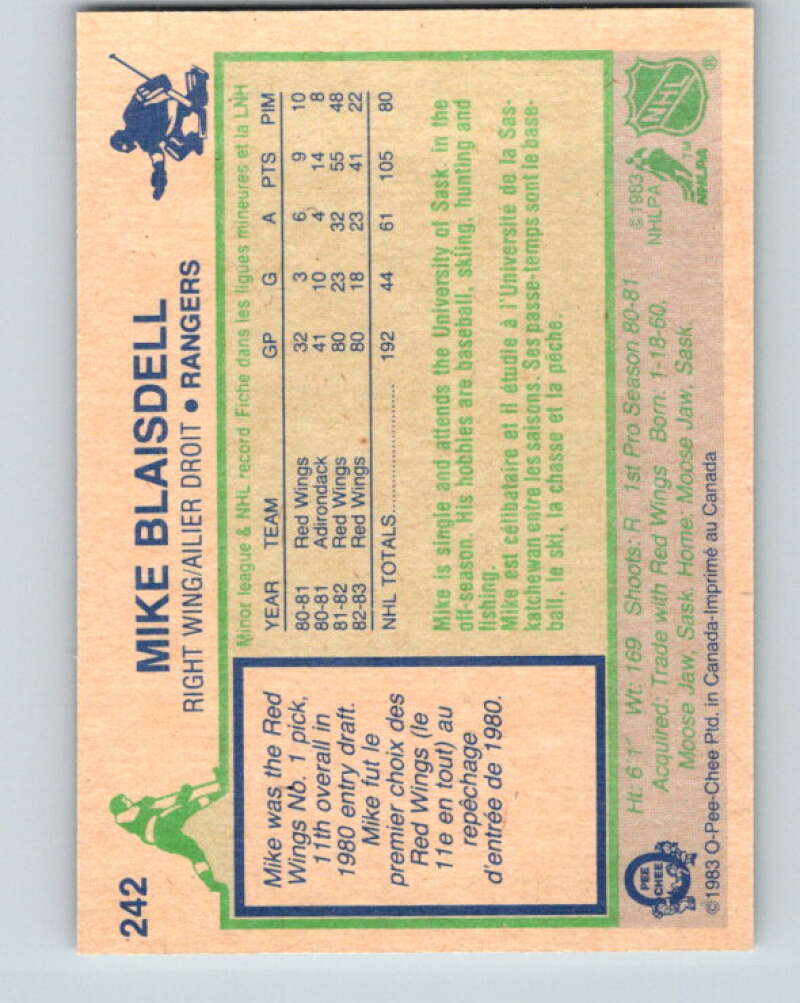 242
MIKE BLAISDELL
RIGHT WING/AILIER DROIT • RANGERS
Mike was the Red
Wings No. 1 pick,
11th overall in
1980 entry draft.
Mike fut le
premier choix des
Red Wings (le
11e en tout) au
repêchage
d'entrée de 1980.
Minor league & NHL record Fiche dans les ligues mineures et la LNH
YEAR TEAM GP G A PTS PIM
80-81 Red Wings 32 3 6 9 10
80-81 Adirondack 41 10 4 14 8
81-82 Red Wings 80 23 32 55 48
82-83 Red Wings 80 18 23 41 22
NHL TOTALS 192 44 61 105 80
Mike is single and attends the University of Sask. in the
off-season. His hobbies are baseball, skiing, hunting and
fishing.
Mike est célibataire et il étudie à l'Université de la Sas-
katchewan entre les saisons. Ses passe-temps sont le base-
ball, le ski, la chasse et la pêche.
Ht: 6'1" Wt: 169 Shoots: R 1st Pro Season 80-81
Acquired: Trade with Red Wings Born: 1-18-60,
Moose Jaw, Sask. Home: Moose Jaw, Sask.
©1983 O-Pee-Chee Ptd. in Canada-Imprimé au Canada
PEE
CHEE
©1983
NHLPA
NHLPA™
NHL®